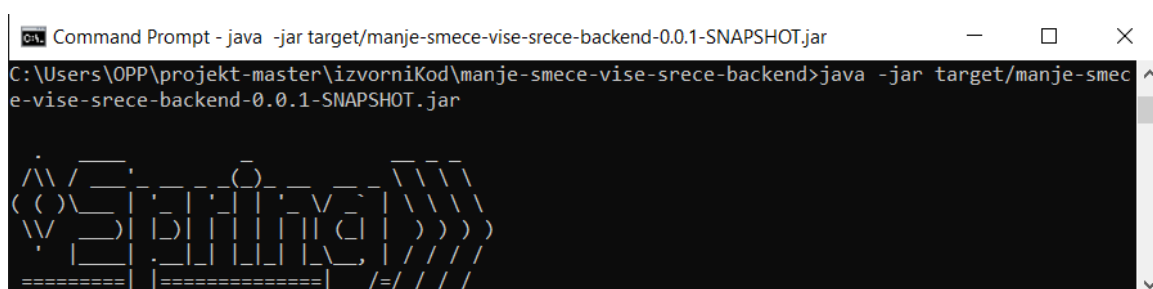 Command Prompt - java  -jar target/manje-smece-vise-srece-backend-0.0.1-SNAPSHOT.jar
C:\Users\OPP\projekt-master\izvorniKod\manje-smece-vise-srece-backend>java -jar target/manje-smec
e-vise-srece-backend-0.0.1-SNAPSHOT.jar
Spring